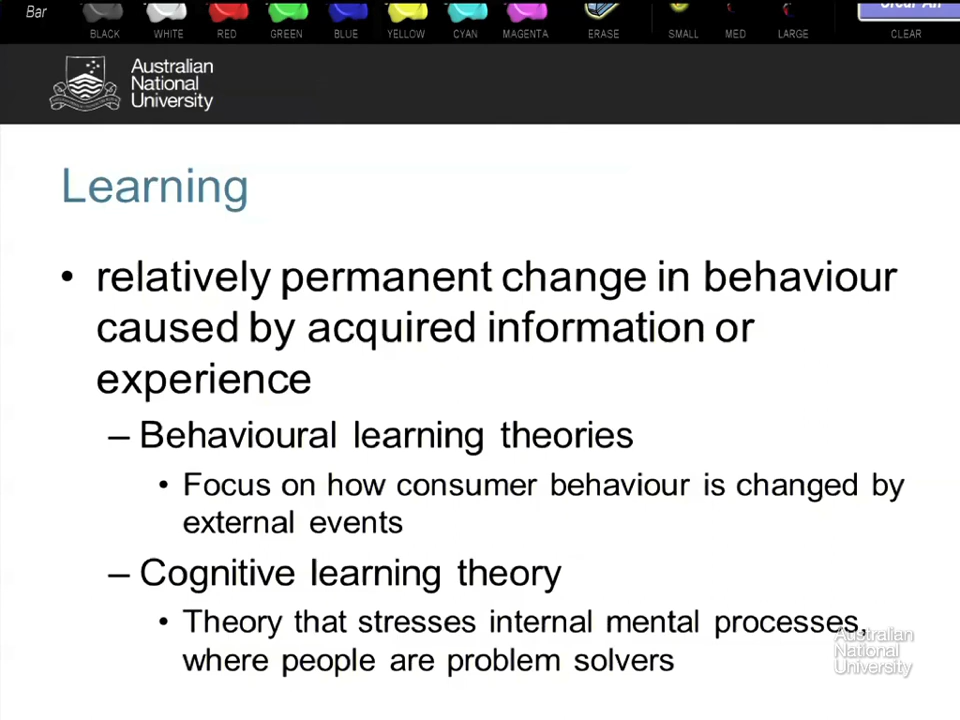 Bar
BLACK WHITE RED GREEN BLUE YELLOW CYAN MAGENTA ERASE SMALL MED LARGE CLEAR
Australian
National
University
Learning
• relatively permanent change in behaviour
caused by acquired information or
experience
– Behavioural learning theories
• Focus on how consumer behaviour is changed by
external events
– Cognitive learning theory
• Theory that stresses internal mental processes,
where people are problem solvers
Australian
National
University